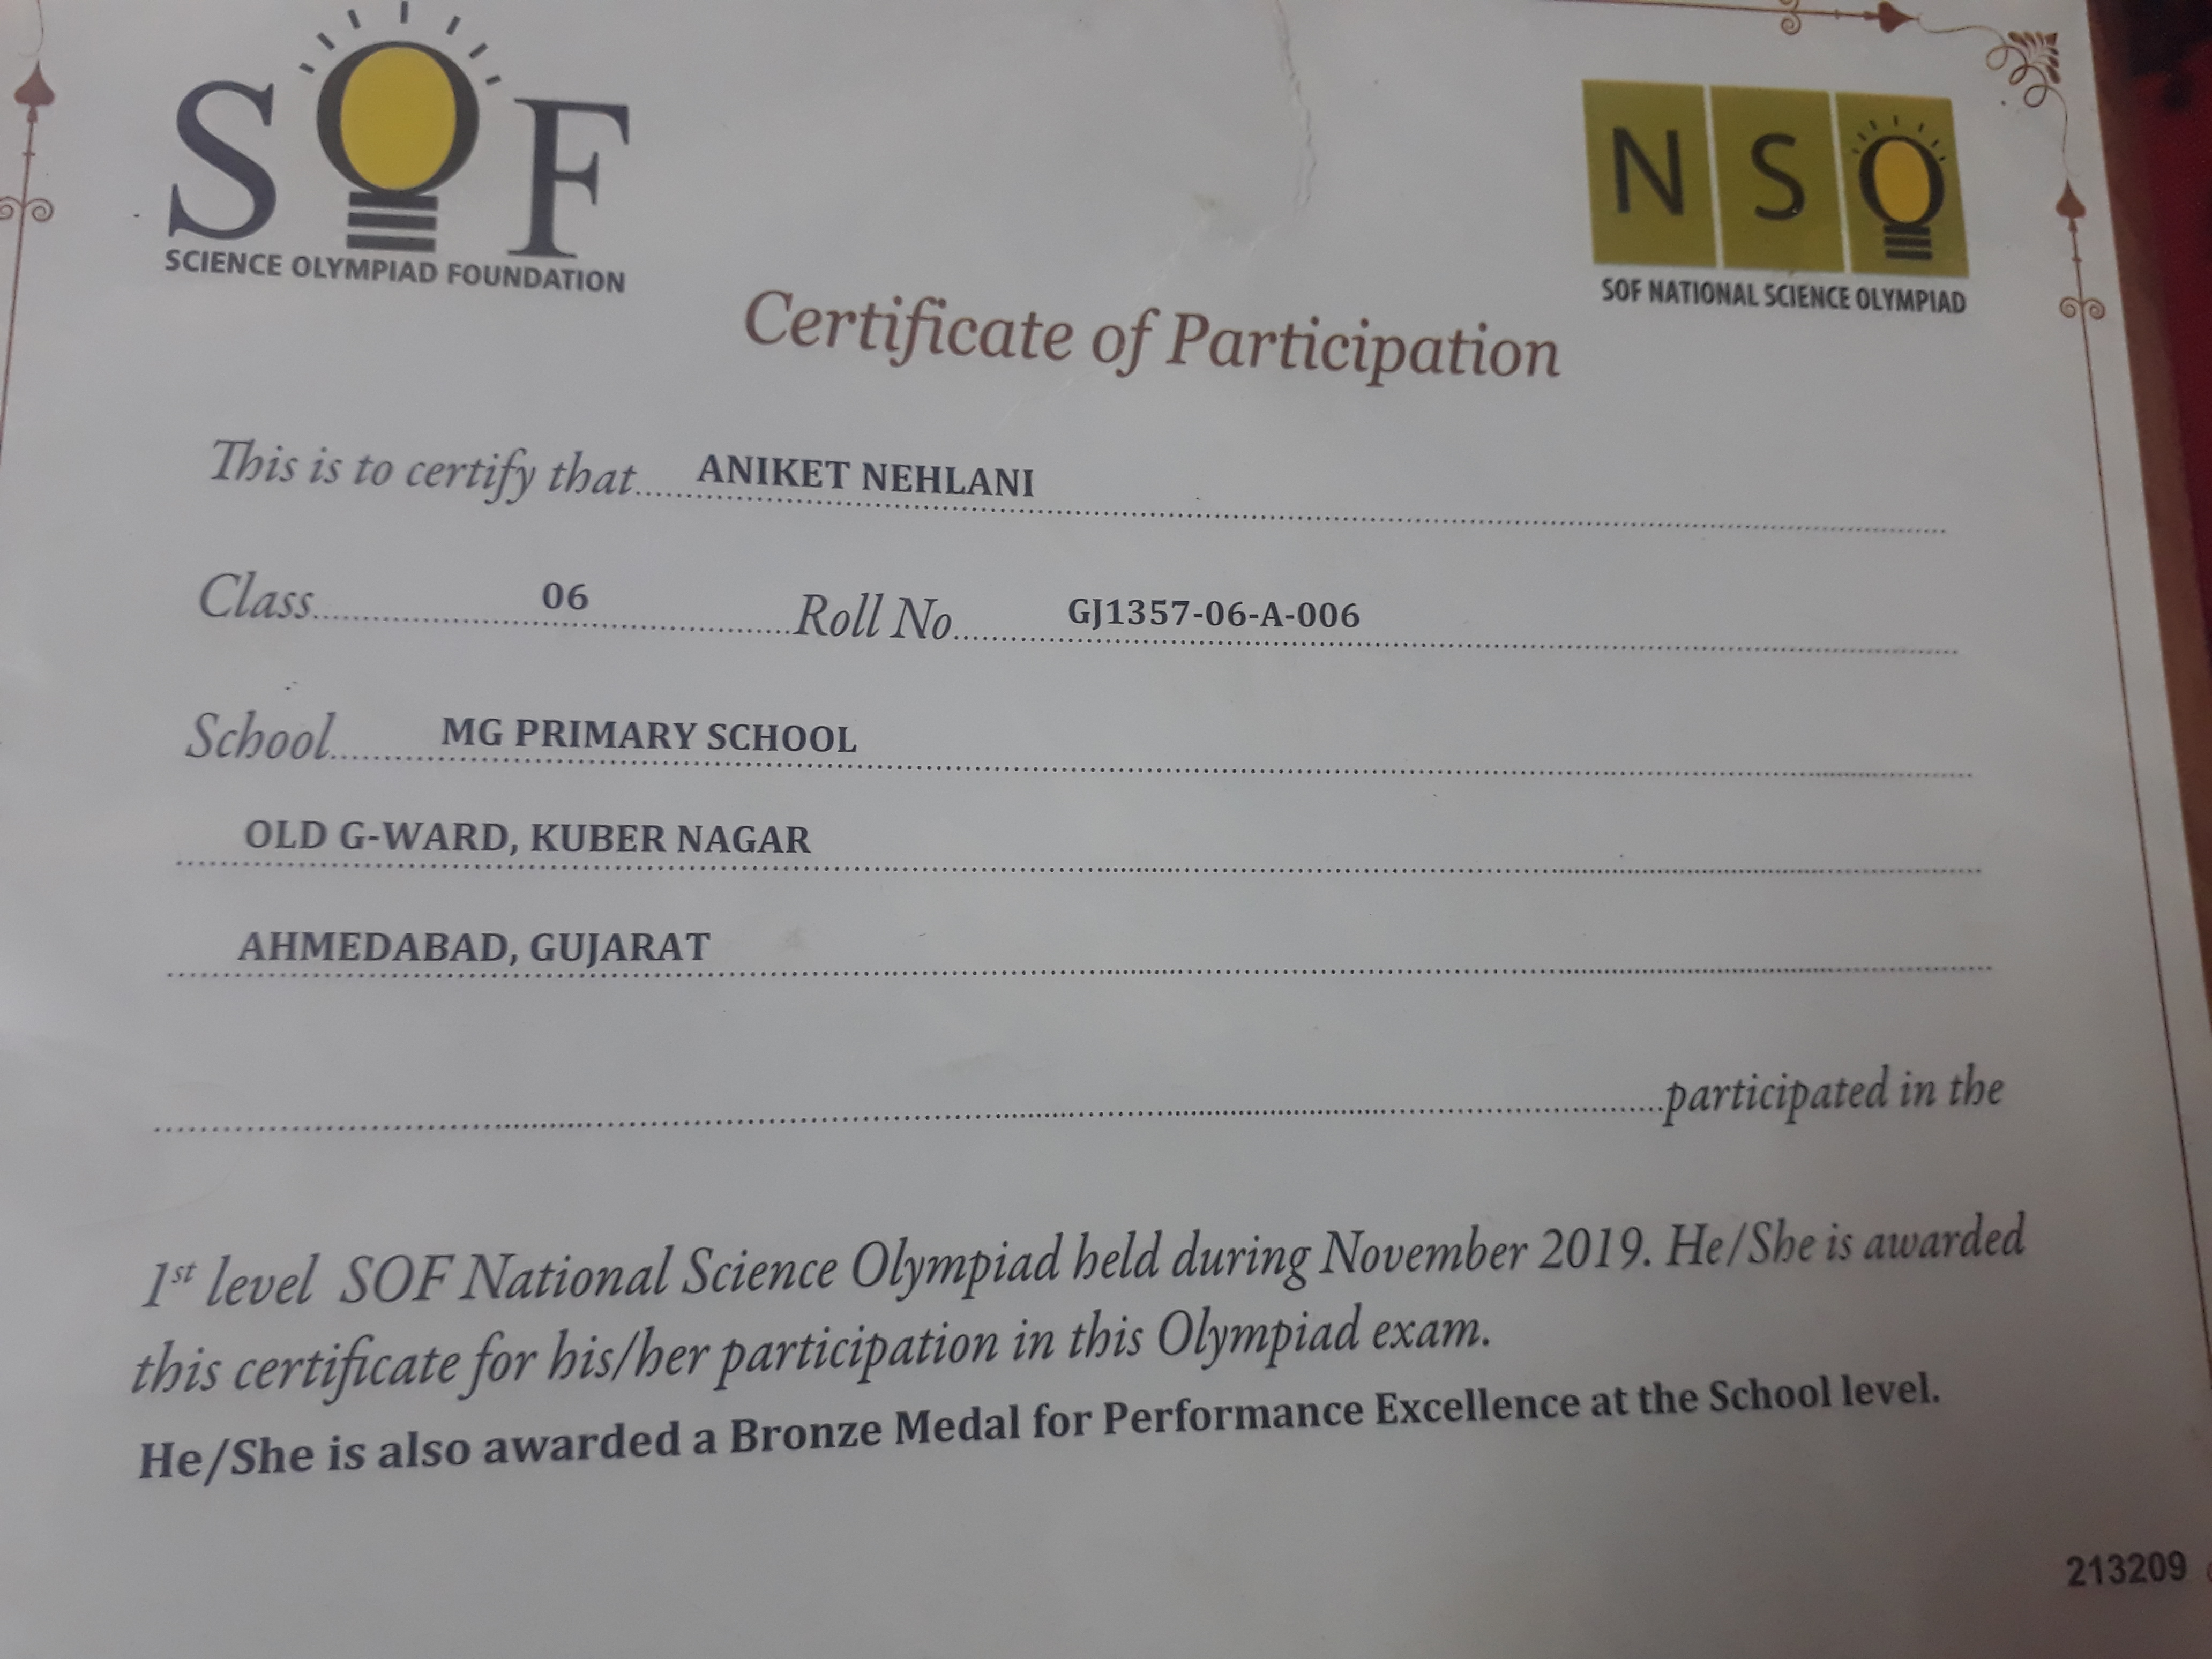 SOF
SCIENCE OLYMPIAD FOUNDATION
NSO
SOF NATIONAL SCIENCE OLYMPIAD
Certificate of Participation
This is to certify that ANIKET NEHLANI
Class 06 Roll No GJ1357-06-A-006
School MG PRIMARY SCHOOL
OLD G-WARD, KUBER NAGAR
AHMEDABAD, GUJARAT
participated in the
1st level SOF National Science Olympiad held during November 2019. He/She is awarded
this certificate for his/her participation in this Olympiad exam.
He/She is also awarded a Bronze Medal for Performance Excellence at the School level.
213209